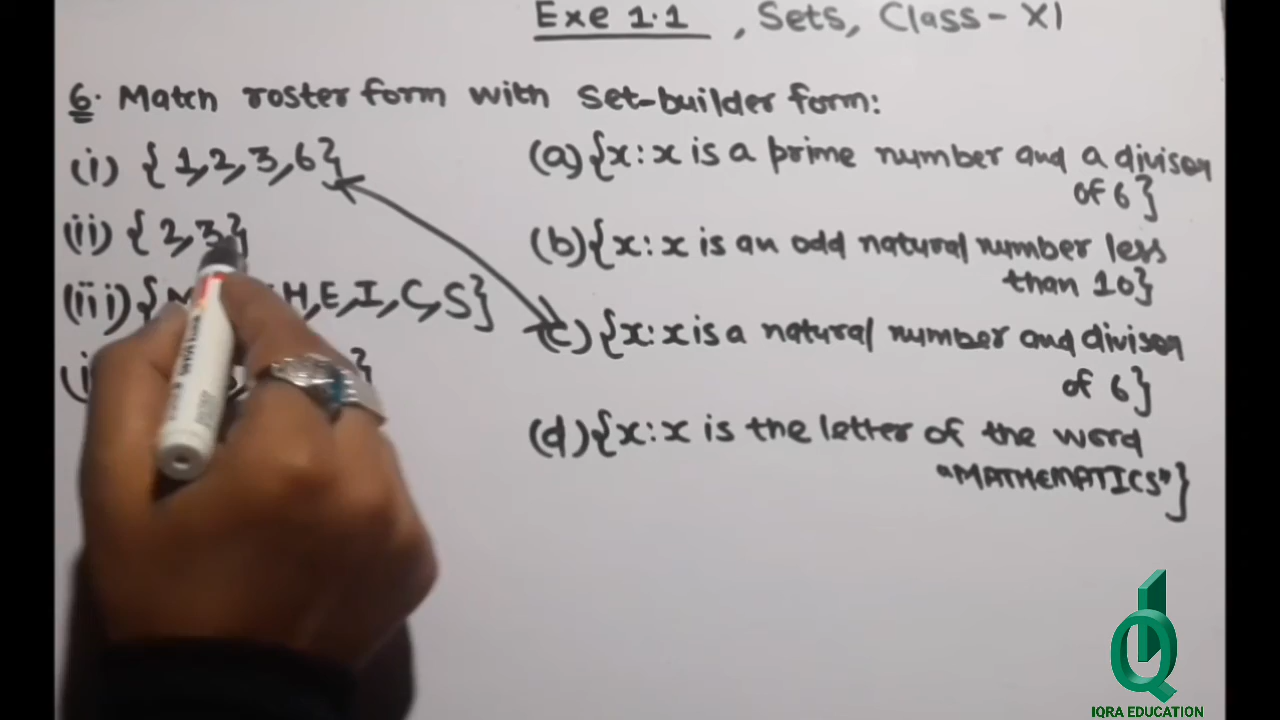 Exe 1.1 , Sets, Class - XI
6. Match roster form with set-builder form:
(i) {1,2,3,6}
(a) {x:x is a prime number and a divisor
of 6}
(ii) {2,3}
(b) {x:x is an odd natural number less
than 10}
(iii) { H,E,I,C,S}
(c) {x:x is a natural number and divisor
of 6}
(d) {x:x is the letter of the word
"MATHEMATICS"}
IQRA EDUCATION